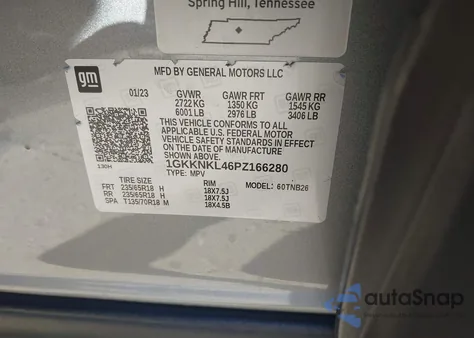 Spring Hill, Tennessee
gm
MFD BY GENERAL MOTORS LLC
01/23 GVWR GAWR FRT GAWR RR
2722 KG 1350 KG 1545 KG
6001 LB 2976 LB 3406 LB
THIS VEHICLE CONFORMS TO ALL
APPLICABLE U.S. FEDERAL MOTOR
VEHICLE SAFETY STANDARDS IN EFFECT
ON THE DATE OF MANUFACTURE
SHOWN ABOVE.
1GKKNKL46PZ166280
TYPE: MPV
TIRE SIZE RIM MODEL: 60TNB26
FRT 235/65R18 H 18X7.5J
RR 235/65R18 H 18X7.5J
SPA T135/70R18 M 18X4.5B
autoSnap